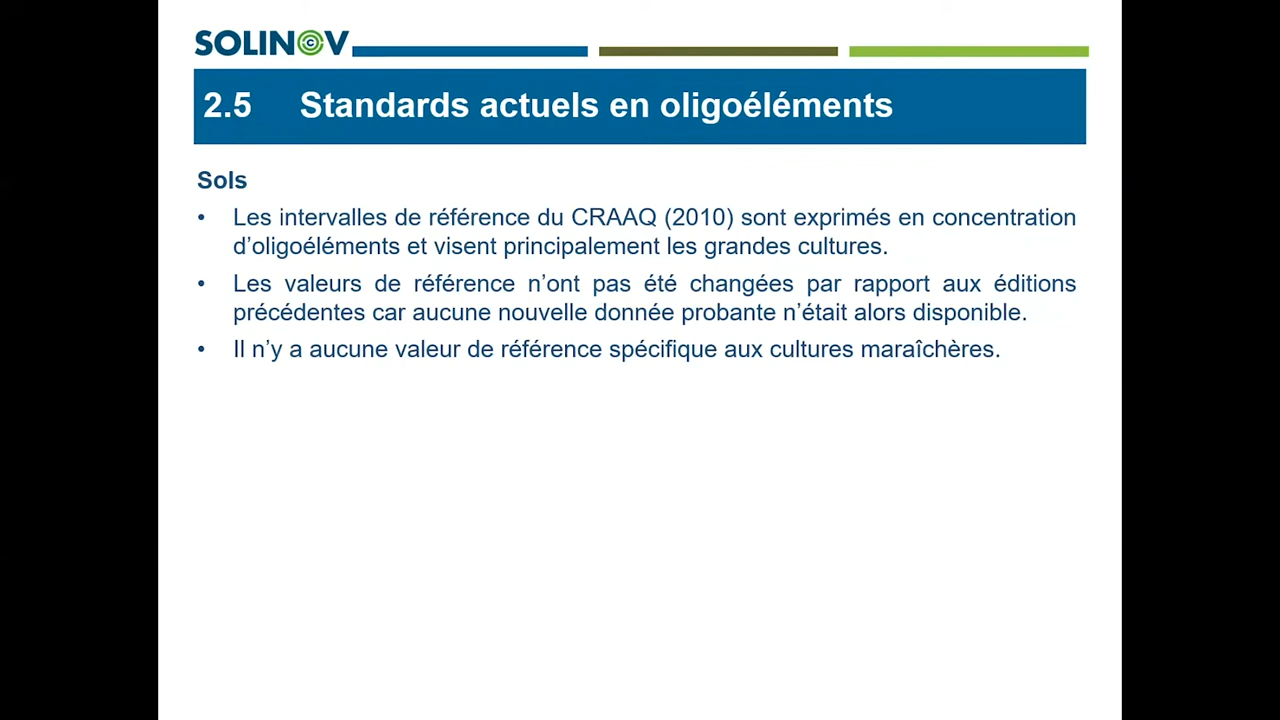 SOLINOV
2.5 Standards actuels en oligoéléments
Sols
• Les intervalles de référence du CRAAQ (2010) sont exprimés en concentration
d’oligoéléments et visent principalement les grandes cultures.
• Les valeurs de référence n’ont pas été changées par rapport aux éditions
précédentes car aucune nouvelle donnée probante n’était alors disponible.
• Il n’y a aucune valeur de référence spécifique aux cultures maraîchères.